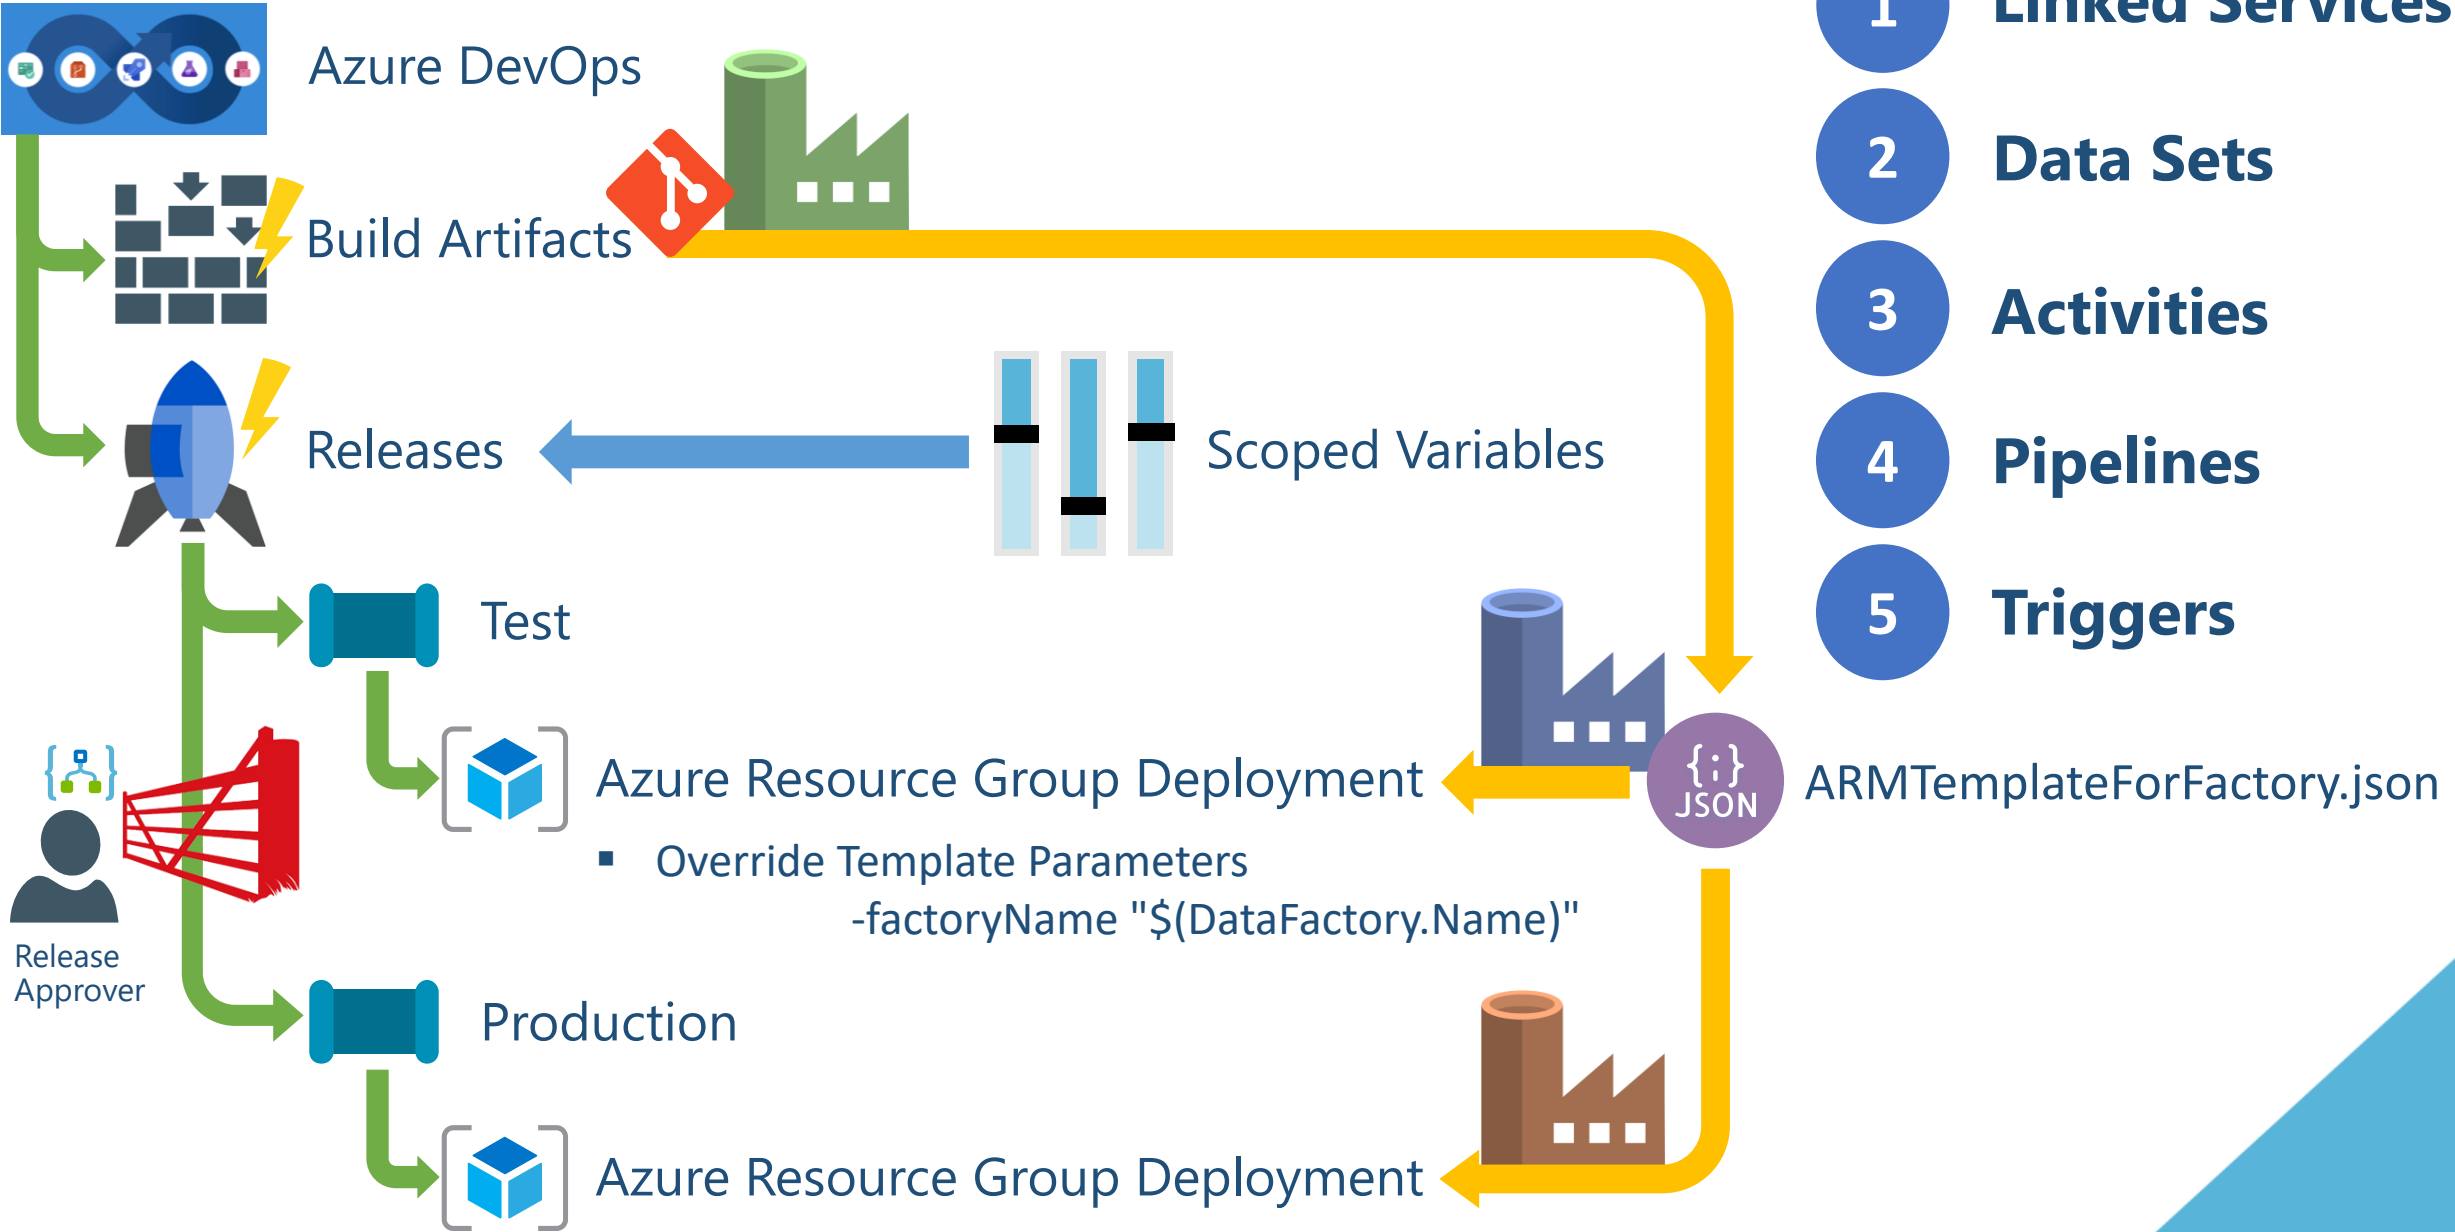 Azure DevOps
Build Artifacts
Releases
Scoped Variables
Test
Azure Resource Group Deployment
▪ Override Template Parameters
-factoryName "$(DataFactory.Name)"
Release
Approver
Production
Azure Resource Group Deployment
{;}
JSON
ARMTemplateForFactory.json
1 Linked Services
2 Data Sets
3 Activities
4 Pipelines
5 Triggers